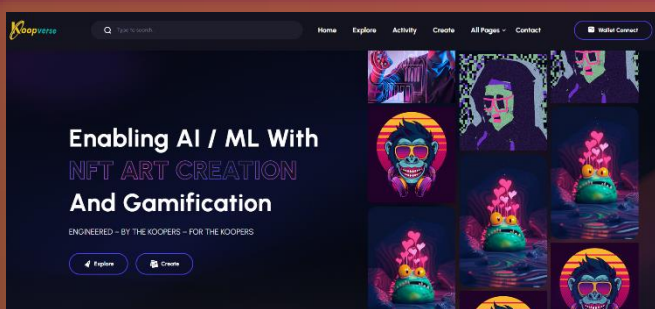 Koopverse
Type to search
Home Explore Activity Create All Pages Contact
Wallet Connect
Enabling AI / ML With
NFT ART CREATION
And Gamification
ENGINEERED – BY THE KOOPERS – FOR THE KOOPERS
Explore Create